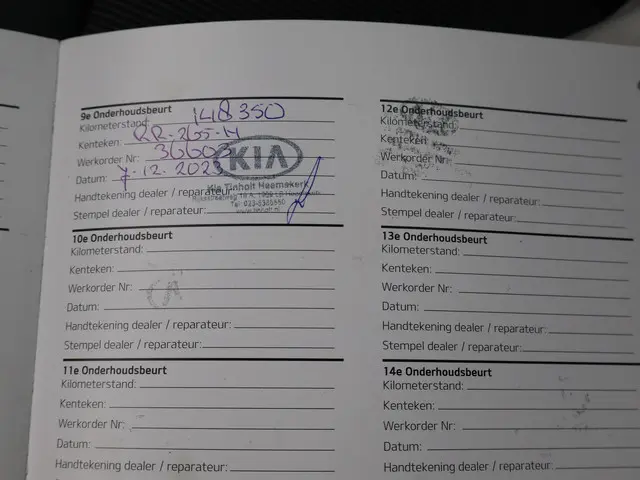 9e Onderhoudsbeurt
Kilometerstand: 148350
Kenteken: RR-265-H
Werkorder Nr: 3660
Datum: 7-12.2023
KIA
Handtekening dealer / reparateur
Kia Tinholt Heemskerk
Stempel dealer / reparateur:
10e Onderhoudsbeurt
Kilometerstand:
Kenteken:
Werkorder Nr:
Datum:
Handtekening dealer / reparateur:
Stempel dealer / reparateur:
11e Onderhoudsbeurt
Kilometerstand:
Kenteken:
Werkorder Nr:
Datum:
Handtekening dealer / reparateur:
12e Onderhoudsbeurt
Kilometerstand:
Kenteken:
Werkorder Nr:
Datum:
Handtekening dealer / reparateur:
Stempel dealer / reparateur:
13e Onderhoudsbeurt
Kilometerstand:
Kenteken:
Werkorder Nr:
Datum:
Handtekening dealer / reparateur:
Stempel dealer / reparateur:
14e Onderhoudsbeurt
Kilometerstand:
Kenteken:
Werkorder Nr:
Datum:
Handtekening dealer / reparateur: